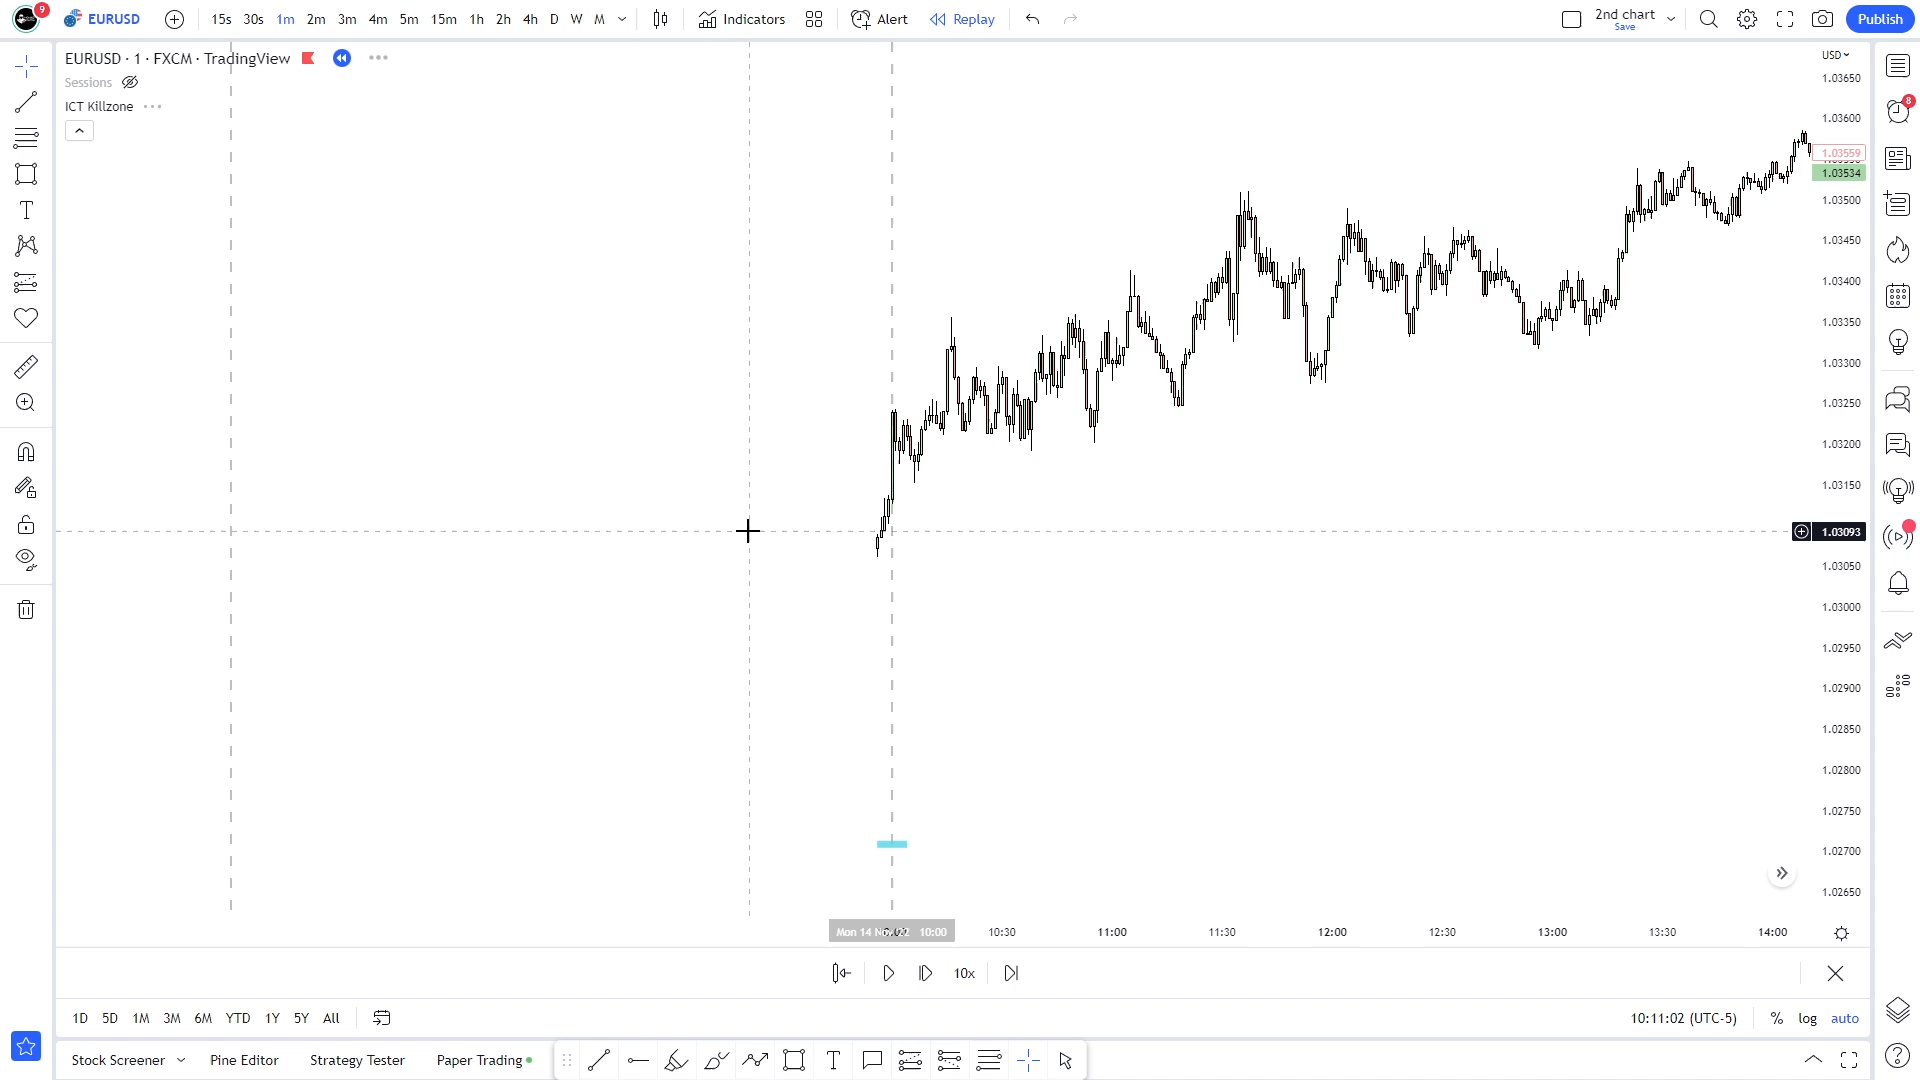 9 EURUSD 15s 30s 1m 2m 3m 4m 5m 15m 1h 2h 4h D W M Indicators Alert Replay 2nd chart Save Publish
EURUSD · 1 · FXCM · TradingView
USD
Sessions
1.03650
ICT Killzone
8
1.03600
1.03559
1.03534
1.03500
1.03450
1.03400
1.03350
1.03300
1.03250
1.03200
1.03150
1.03093
1.03050
1.03000
1.02950
1.02900
1.02850
1.02800
1.02750
1.02700
1.02650
Mon 14 10:00 10:30 11:00 11:30 12:00 12:30 13:00 13:30 14:00
10x
1D 5D 1M 3M 6M YTD 1Y 5Y All 10:11:02 (UTC-5) % log auto
Stock Screener Pine Editor Strategy Tester Paper Trading